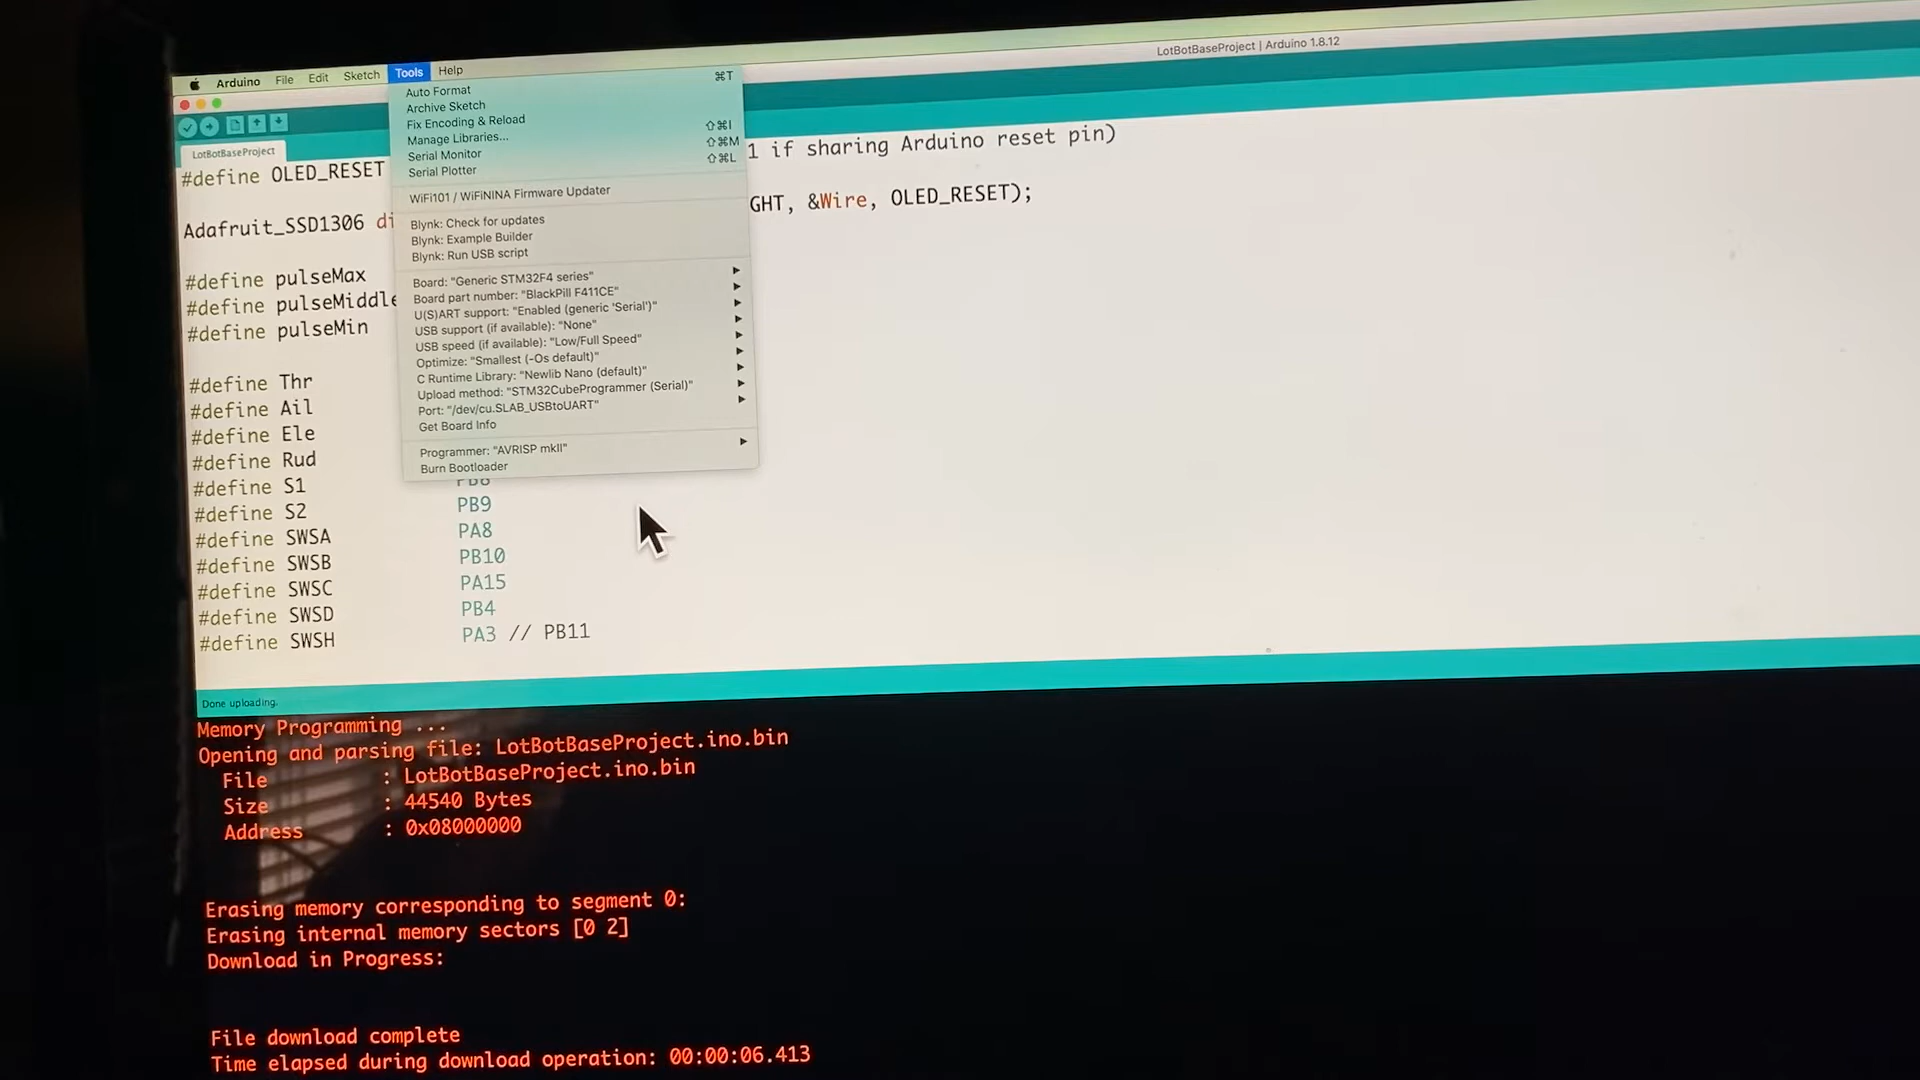 LotBotBaseProject | Arduino 1.8.12
Arduino File Edit Sketch Tools Help
Auto Format ⌘T
Archive Sketch
Fix Encoding & Reload
Manage Libraries... ⇧⌘I
Serial Monitor ⇧⌘M
Serial Plotter ⇧⌘L
WiFi101 / WiFiNINA Firmware Updater
Blynk: Check for updates
Blynk: Example Builder
Blynk: Run USB script
Board: "Generic STM32F4 series"
Board part number: "BlackPill F411CE"
U(S)ART support: "Enabled (generic 'Serial')"
USB support (if available): "None"
USB speed (if available): "Low/Full Speed"
Optimize: "Smallest (-Os default)"
C Runtime Library: "Newlib Nano (default)"
Upload method: "STM32CubeProgrammer (Serial)"
Port: "/dev/cu.SLAB_USBtoUART"
Get Board Info
Programmer: "AVRISP mkII"
Burn Bootloader
LotBotBaseProject
#define OLED_RESET 1 if sharing Arduino reset pin)
Adafruit_SSD1306 di GHT, &Wire, OLED_RESET);
#define pulseMax
#define pulseMiddle
#define pulseMin
#define Thr
#define Ail
#define Ele
#define Rud
#define S1 PB8
#define S2 PB9
#define SWSA PA8
#define SWSB PB10
#define SWSC PA15
#define SWSD PB4
#define SWSH PA3 // PB11
Done uploading.
Memory Programming ...
Opening and parsing file: LotBotBaseProject.ino.bin
File : LotBotBaseProject.ino.bin
Size : 44540 Bytes
Address : 0x08000000
Erasing memory corresponding to segment 0:
Erasing internal memory sectors [0 2]
Download in Progress:
File download complete
Time elapsed during download operation: 00:00:06.413